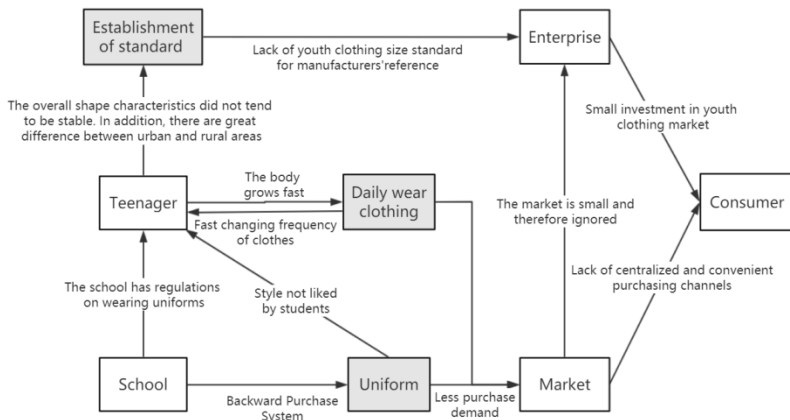 Establishment
of standard
Lack of youth clothing size standard
for manufacturers'reference
Enterprise
The overall shape characteristics did not tend
to be stable. In addition, there are great
difference between urban and rural areas
Small investment in youth
clothing market
Teenager
The body
grows fast
Fast changing frequency
of clothes
Daily wear
clothing
The market is small and
therefore ignored
Consumer
The school has regulations
on wearing uniforms
Style not liked
by students
Lack of centralized and convenient
purchasing channels
School
Backward Purchase
System
Uniform
Less purchase
demand
Market